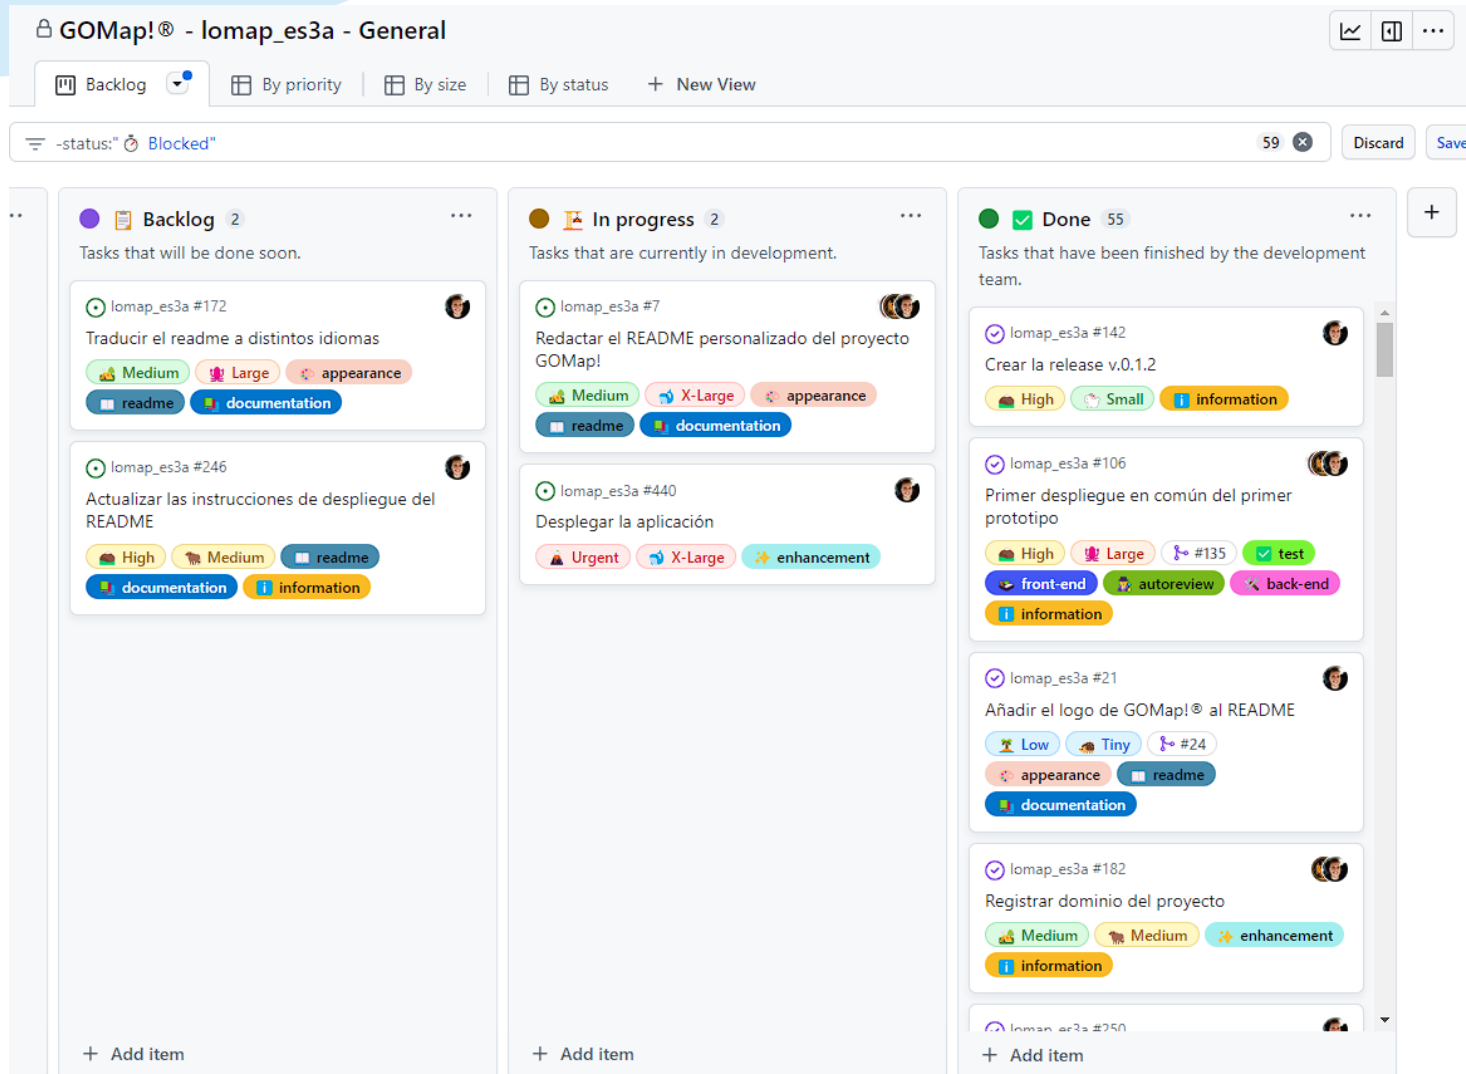 GOMap!® - lomap_es3a - General
Backlog
By priority
By size
By status
New View
-status:"⏱ Blocked"
59
Discard
Save
Backlog 2
Tasks that will be done soon.
lomap_es3a #172
Traducir el readme a distintos idiomas
Medium Large appearance
readme documentation
lomap_es3a #246
Actualizar las instrucciones de despliegue del
README
High Medium readme
documentation information
Add item
In progress 2
Tasks that are currently in development.
lomap_es3a #7
Redactar el README personalizado del proyecto
GOMap!
Medium X-Large appearance
readme documentation
lomap_es3a #440
Desplegar la aplicación
Urgent X-Large enhancement
Add item
Done 55
Tasks that have been finished by the development
team.
lomap_es3a #142
Crear la release v.0.1.2
High Small information
lomap_es3a #106
Primer despliegue en común del primer
prototipo
High Large #135 test
front-end autoreview back-end
information
lomap_es3a #21
Añadir el logo de GOMap!® al README
Low Tiny #24
appearance readme
documentation
lomap_es3a #182
Registrar dominio del proyecto
Medium Medium enhancement
information
lomap_es3a #250
Add item